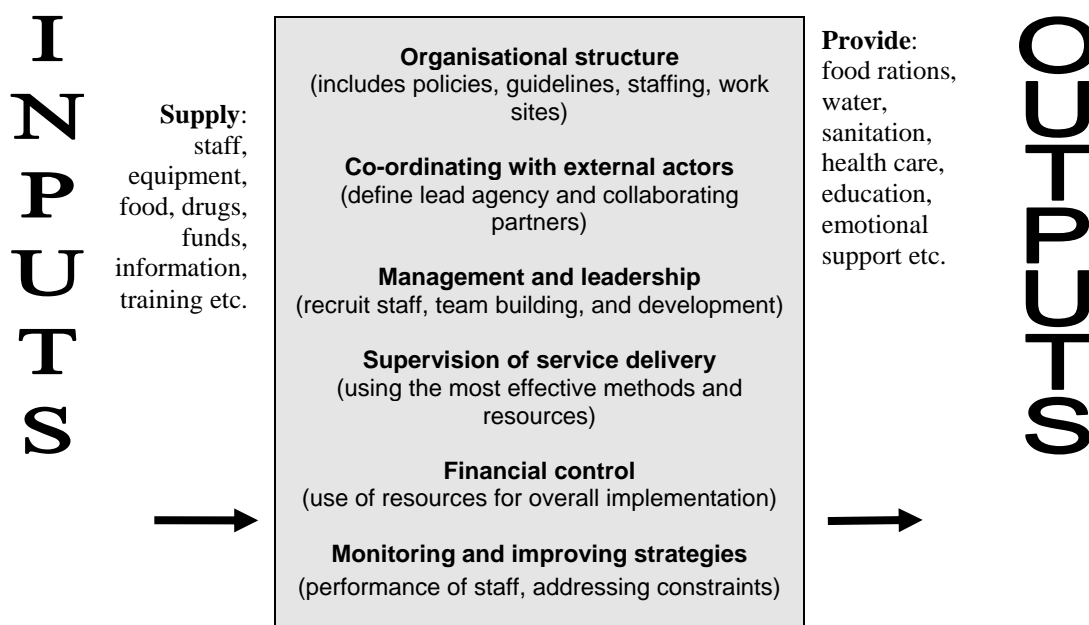 INPUTS
Supply:
staff,
equipment,
food, drugs,
funds,
information,
training etc.
Organisational structure
(includes policies, guidelines, staffing, work
sites)
Co-ordinating with external actors
(define lead agency and collaborating
partners)
Management and leadership
(recruit staff, team building, and development)
Supervision of service delivery
(using the most effective methods and
resources)
Financial control
(use of resources for overall implementation)
Monitoring and improving strategies
(performance of staff, addressing constraints)
Provide:
food rations,
water,
sanitation,
health care,
education,
emotional
support etc.
OUTPUTS